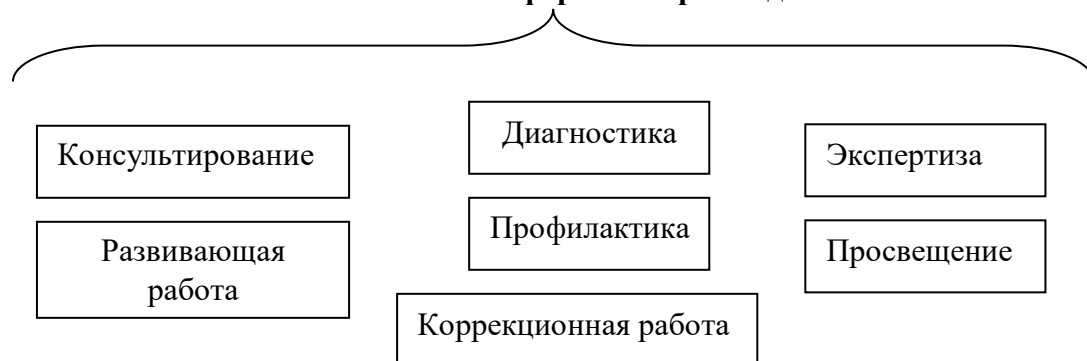 Диагностика
Консультирование
Экспертиза
Профилактика
Развивающая
работа
Просвещение
Коррекционная работа